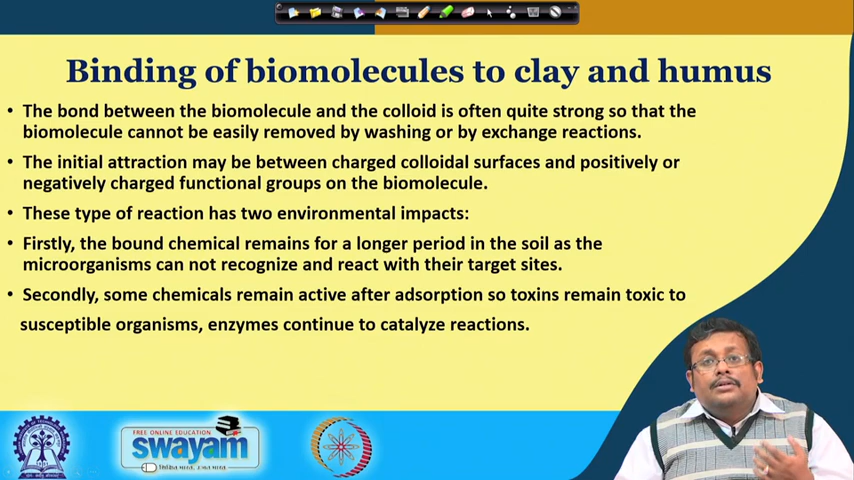 Binding of biomolecules to clay and humus
• The bond between the biomolecule and the colloid is often quite strong so that the
biomolecule cannot be easily removed by washing or by exchange reactions.
• The initial attraction may be between charged colloidal surfaces and positively or
negatively charged functional groups on the biomolecule.
• These type of reaction has two environmental impacts:
• Firstly, the bound chemical remains for a longer period in the soil as the
microorganisms can not recognize and react with their target sites.
• Secondly, some chemicals remain active after adsorption so toxins remain toxic to
susceptible organisms, enzymes continue to catalyze reactions.
FREE ONLINE EDUCATION
swayam